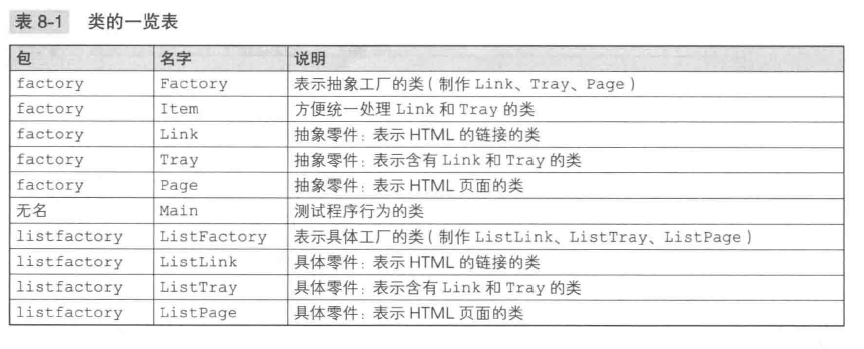 表 8-1 类的一览表
包 名字 说明
factory Factory 表示抽象工厂的类(制作 Link、Tray、Page)
factory Item 方便统一处理 Link 和 Tray 的类
factory Link 抽象零件:表示 HTML 的链接的类
factory Tray 抽象零件:表示含有 Link 和 Tray 的类
factory Page 抽象零件:表示 HTML 页面的类
无名 Main 测试程序行为的类
listfactory ListFactory 表示具体工厂的类(制作 ListLink、ListTray、ListPage)
listfactory ListLink 具体零件:表示 HTML 的链接的类
listfactory ListTray 具体零件:表示含有 Link 和 Tray 的类
listfactory ListPage 具体零件:表示 HTML 页面的类